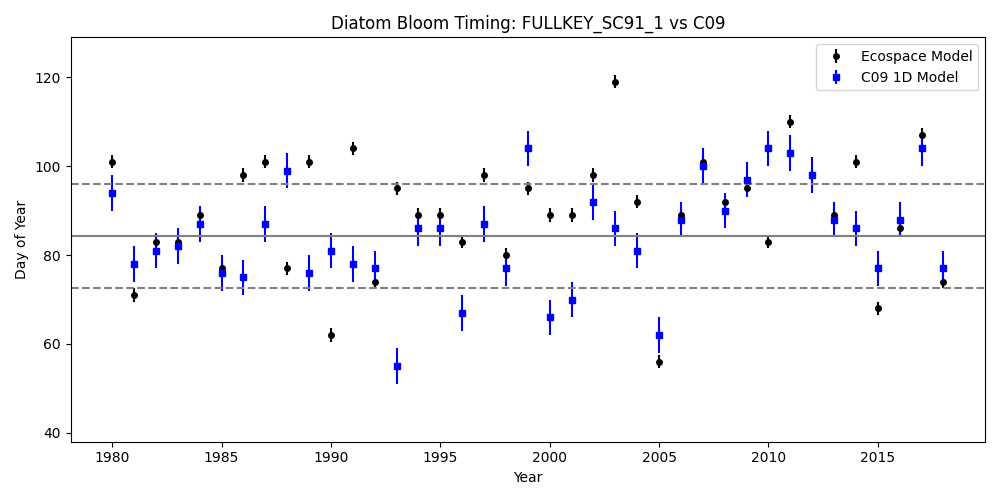 Diatom Bloom Timing: FULLKEY_SC91_1 vs C09
Ecospace Model
C09 1D Model
Day of Year
120
100
80
60
40
1980 1985 1990 1995 2000 2005 2010 2015
Year